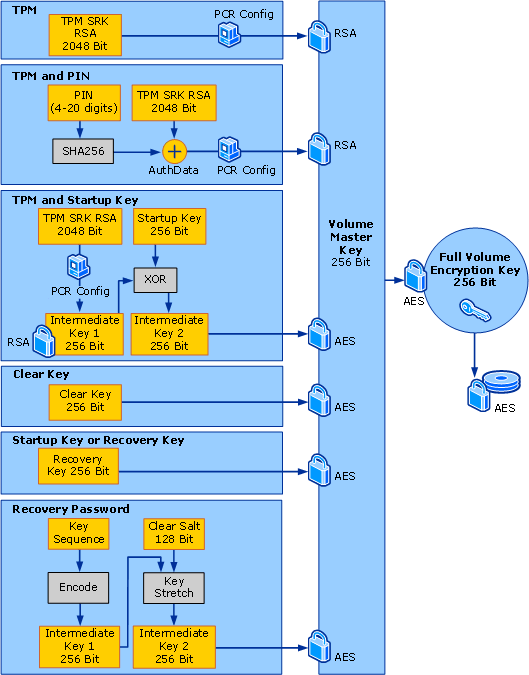 TPM
TPM SRK
RSA
2048 Bit
PCR Config
RSA
TPM and PIN
PIN
(4-20 digits)
TPM SRK RSA
2048 Bit
SHA256
+
AuthData
PCR Config
RSA
TPM and Startup Key
TPM SRK RSA
2048 Bit
Startup Key
256 Bit
PCR Config
XOR
RSA
Intermediate
Key 1
256 Bit
Intermediate
Key 2
256 Bit
AES
Clear Key
Clear Key
256 Bit
AES
Startup Key or Recovery Key
Recovery
Key 256 Bit
AES
Recovery Password
Key
Sequence
Clear Salt
128 Bit
Encode
Key
Stretch
Intermediate
Key 1
256 Bit
Intermediate
Key 2
256 Bit
AES
Volume
Master
Key
256 Bit
AES
Full Volume
Encryption Key
256 Bit
AES